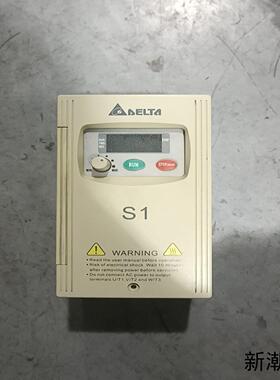 DELTA
RUN
STOP/RESET
S1
WARNING
• Read the user manual before operation.
• Risk of electrical shock. Wait 10 Minutes
after removing power before servicing.
• Do not connect AC power to output
terminals U/T1, V/T2 and W/T3.
新潮